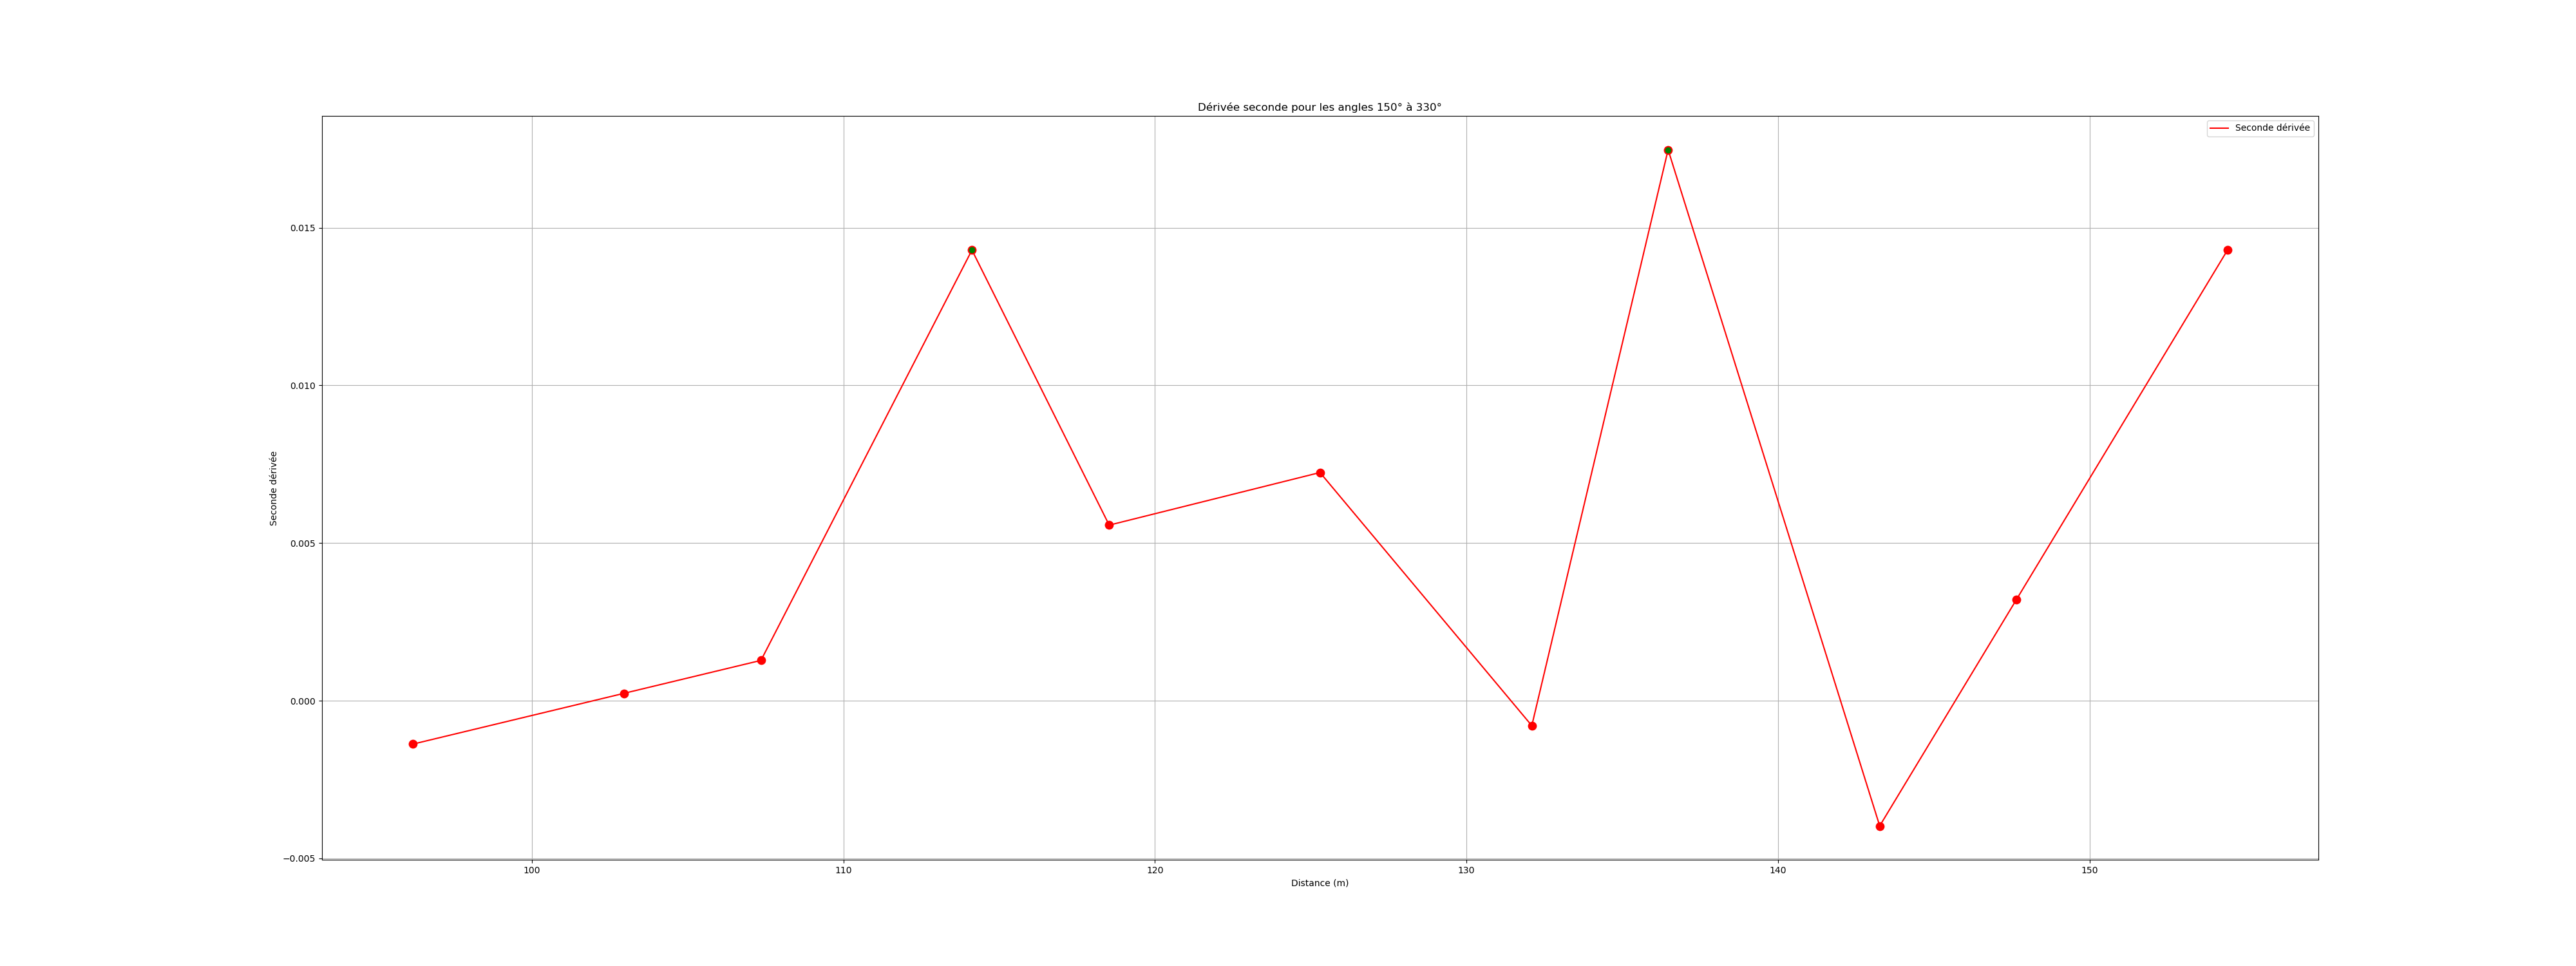 Dérivée seconde pour les angles 150° à 330°
Seconde dérivée
0.015
0.010
0.005
0.000
−0.005
Seconde dérivée
100 110 120 130 140 150
Distance (m)